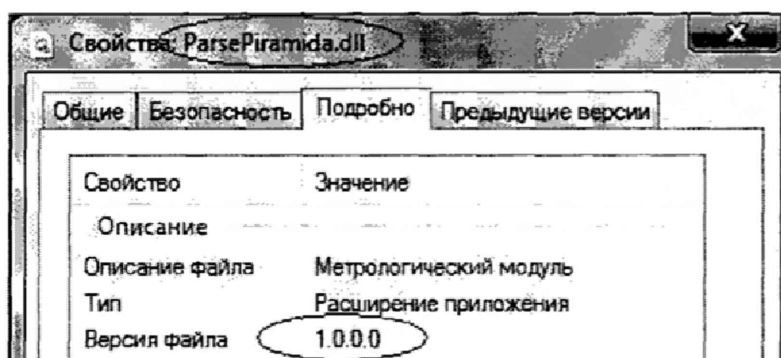 Свойства: ParsePiramida.dll
Общие Безопасность Подробно Предыдущие версии
Свойство Значение
Описание
Описание файла Метрологический модуль
Тип Расширение приложения
Версия файла 1.0.0.0